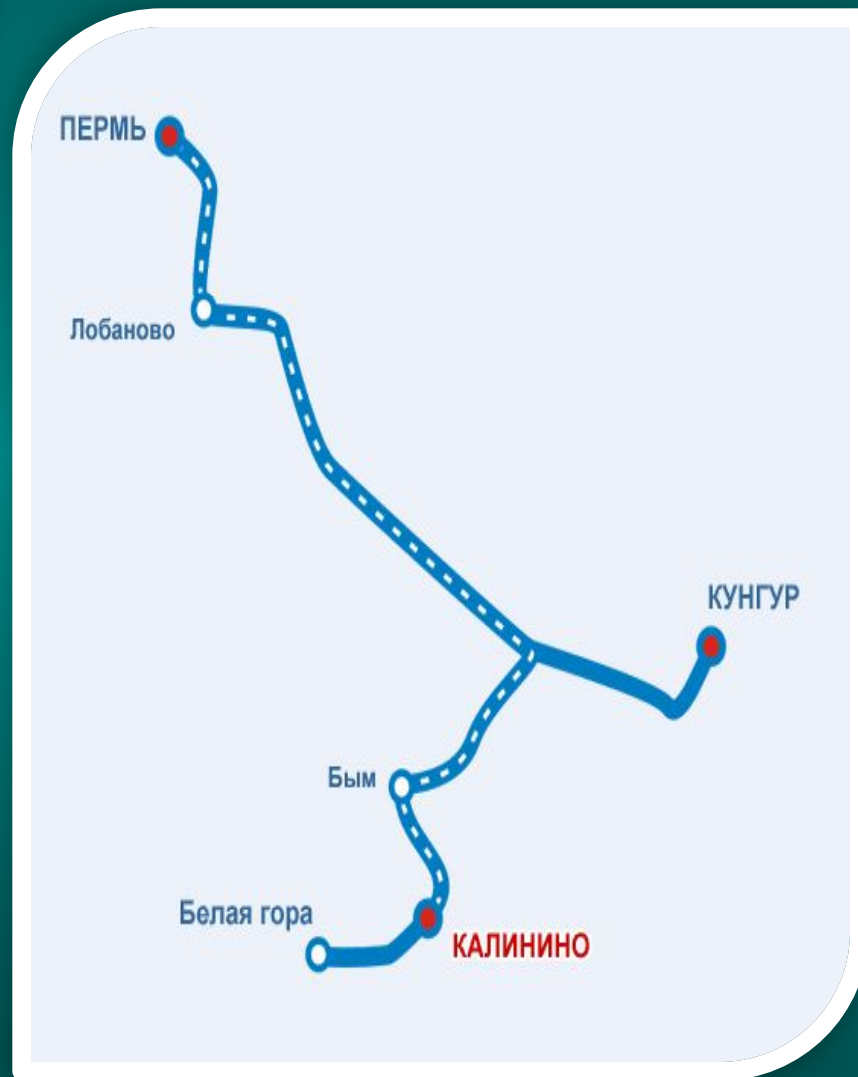 ПЕРМЬ
Лобаново
КУНГУР
Бым
Белая гора
КАЛИНИНО